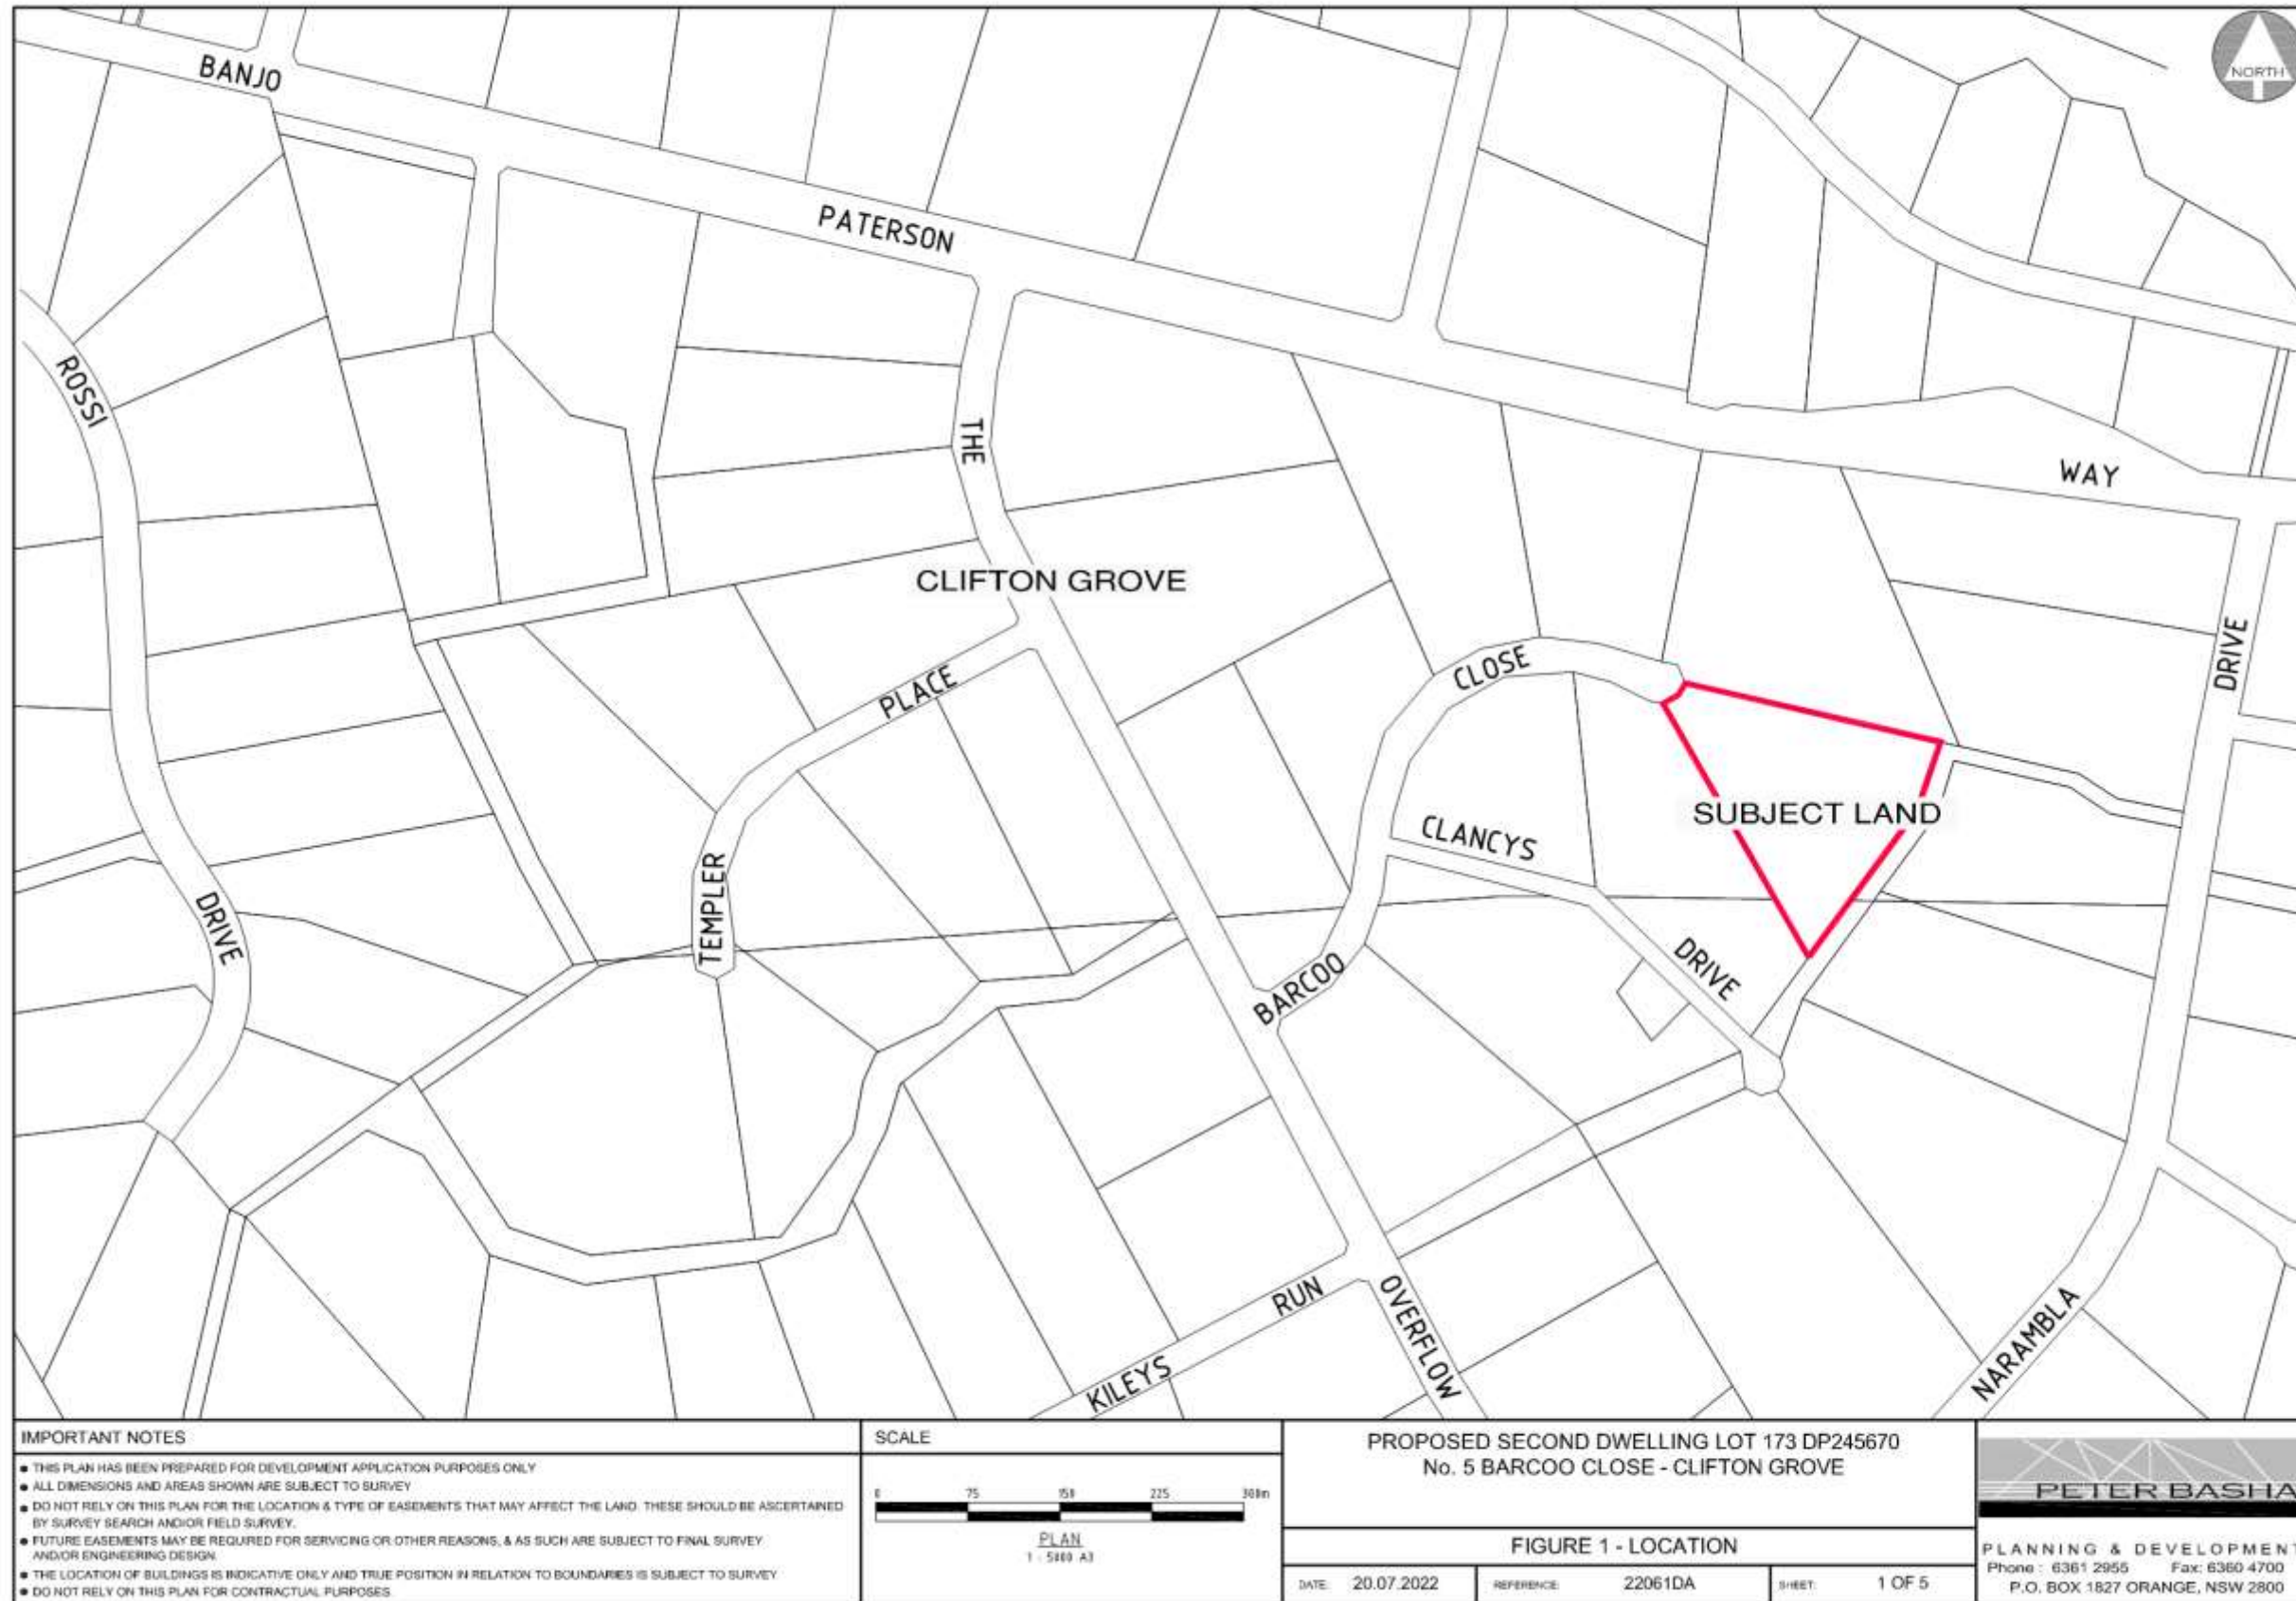 BANJO
NORTH
PATERSON
WAY
ROSSI
THE
CLIFTON GROVE
DRIVE
CLOSE
PLACE
SUBJECT LAND
CLANCYS
TEMPLER
DRIVE
DRIVE
BARCOO
RUN
OVERFLOW
KILEYS
NARAMBLA
IMPORTANT NOTES
● THIS PLAN HAS BEEN PREPARED FOR DEVELOPMENT APPLICATION PURPOSES ONLY
● ALL DIMENSIONS AND AREAS SHOWN ARE SUBJECT TO SURVEY
● DO NOT RELY ON THIS PLAN FOR THE LOCATION & TYPE OF EASEMENTS THAT MAY AFFECT THE LAND. THESE SHOULD BE ASCERTAINED
BY SURVEY SEARCH AND/OR FIELD SURVEY.
● FUTURE EASEMENTS MAY BE REQUIRED FOR SERVICING OR OTHER REASONS, & AS SUCH ARE SUBJECT TO FINAL SURVEY
AND/OR ENGINEERING DESIGN.
● THE LOCATION OF BUILDINGS IS INDICATIVE ONLY AND TRUE POSITION IN RELATION TO BOUNDARIES IS SUBJECT TO SURVEY
● DO NOT RELY ON THIS PLAN FOR CONTRACTUAL PURPOSES.
SCALE
0 75 150 225 300m
PLAN
1 : 5000 A3
PROPOSED SECOND DWELLING LOT 173 DP245670
No. 5 BARCOO CLOSE - CLIFTON GROVE
FIGURE 1 - LOCATION
DATE: 20.07.2022 REFERENCE: 22061DA SHEET: 1 OF 5
PETER BASHA
PLANNING & DEVELOPMENT
Phone : 6361 2955 Fax: 6360 4700
P.O. BOX 1827 ORANGE, NSW 2800